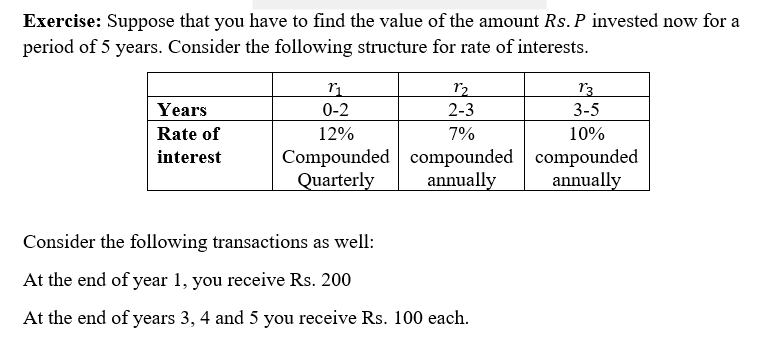 Exercise: Suppose that you have to find the value of the amount Rs. P invested now for a
period of 5 years. Consider the following structure for rate of interests.
r₁ r₂ r₃
Years 0-2 2-3 3-5
Rate of 12% 7% 10%
interest Compounded compounded compounded
Quarterly annually annually
Consider the following transactions as well:
At the end of year 1, you receive Rs. 200
At the end of years 3, 4 and 5 you receive Rs. 100 each.